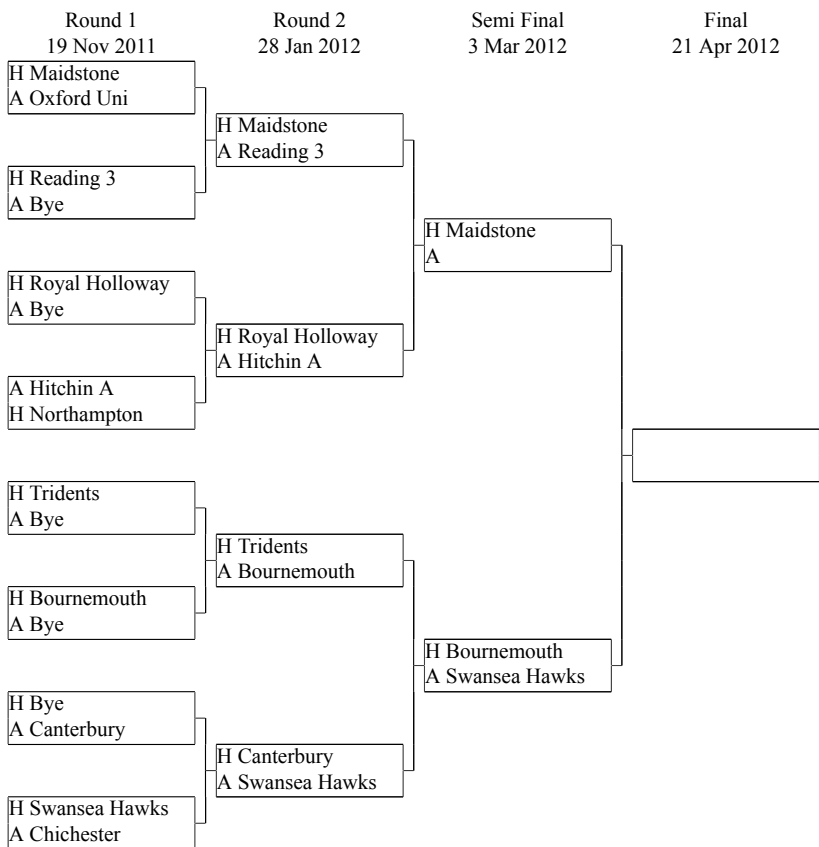 Round 1
19 Nov 2011
Round 2
28 Jan 2012
Semi Final
3 Mar 2012
Final
21 Apr 2012
H Maidstone
A Oxford Uni
H Reading 3
A Bye
H Royal Holloway
A Bye
A Hitchin A
H Northampton
H Tridents
A Bye
H Bournemouth
A Bye
H Bye
A Canterbury
H Swansea Hawks
A Chichester
H Maidstone
A Reading 3
H Royal Holloway
A Hitchin A
H Tridents
A Bournemouth
H Canterbury
A Swansea Hawks
H Maidstone
A
H Bournemouth
A Swansea Hawks